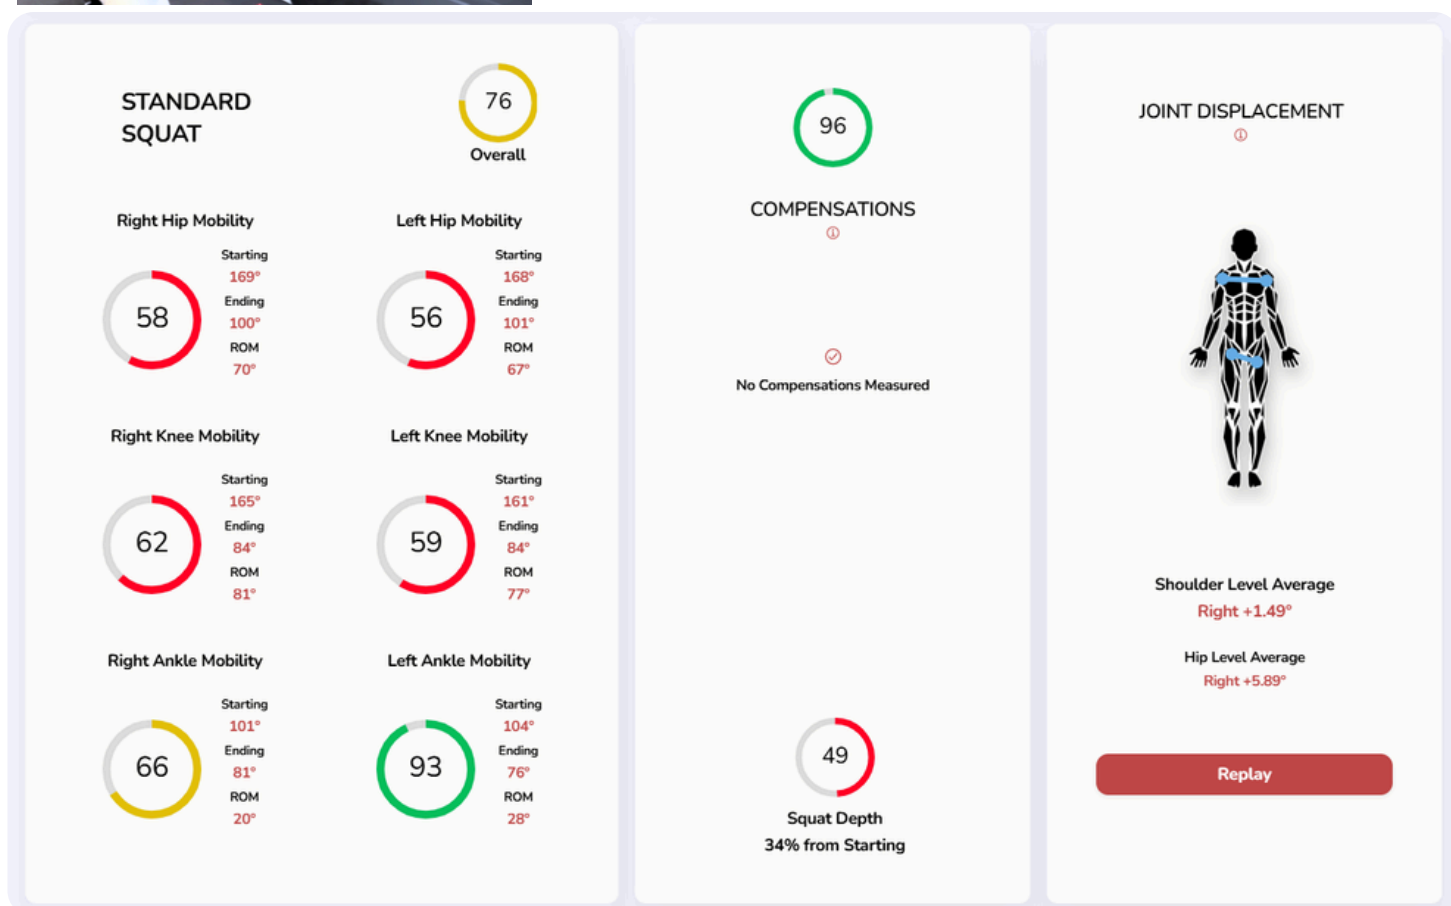 STANDARD
SQUAT
76
Overall
Right Hip Mobility
58
Starting
169°
Ending
100°
ROM
70°
Left Hip Mobility
56
Starting
168°
Ending
101°
ROM
67°
Right Knee Mobility
62
Starting
165°
Ending
84°
ROM
81°
Left Knee Mobility
59
Starting
161°
Ending
84°
ROM
77°
Right Ankle Mobility
66
Starting
101°
Ending
81°
ROM
20°
Left Ankle Mobility
93
Starting
104°
Ending
76°
ROM
28°
96
COMPENSATIONS
No Compensations Measured
49
Squat Depth
34% from Starting
JOINT DISPLACEMENT
Shoulder Level Average
Right +1.49°
Hip Level Average
Right +5.89°
Replay